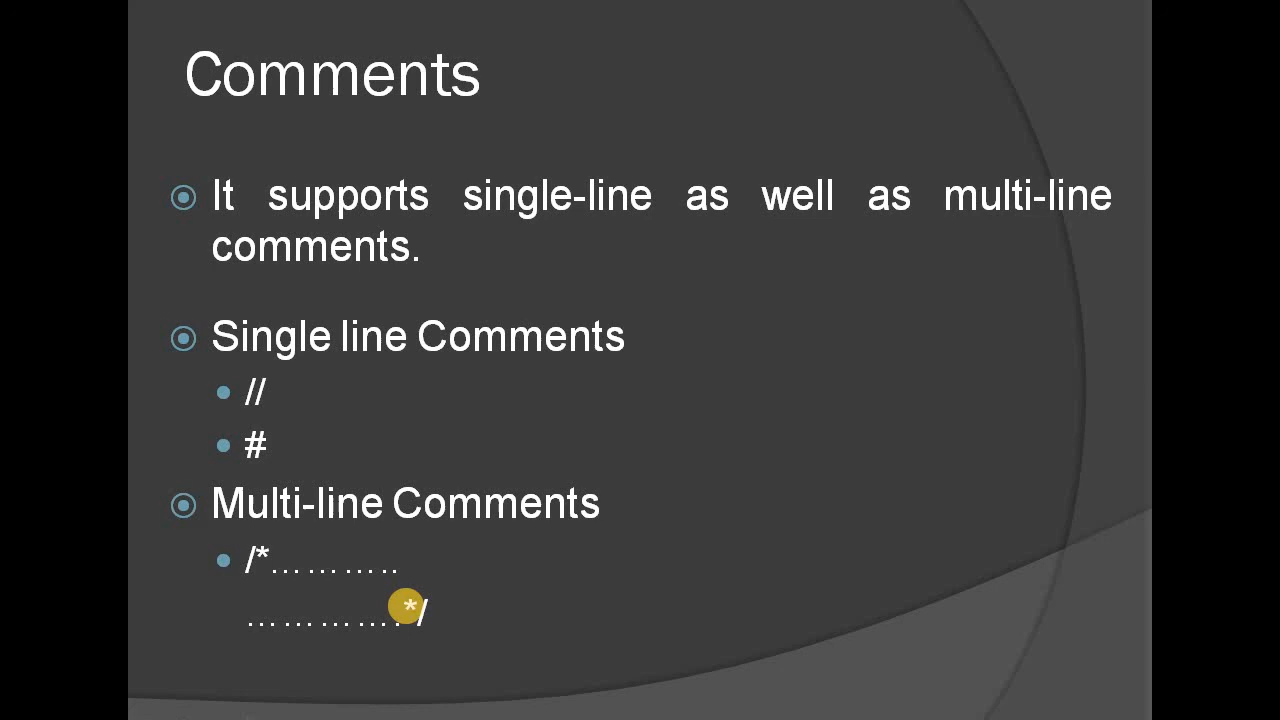 Comments
It supports single-line as well as multi-line
comments.
Single line Comments
//
#
Multi-line Comments
/*………..
………….*/